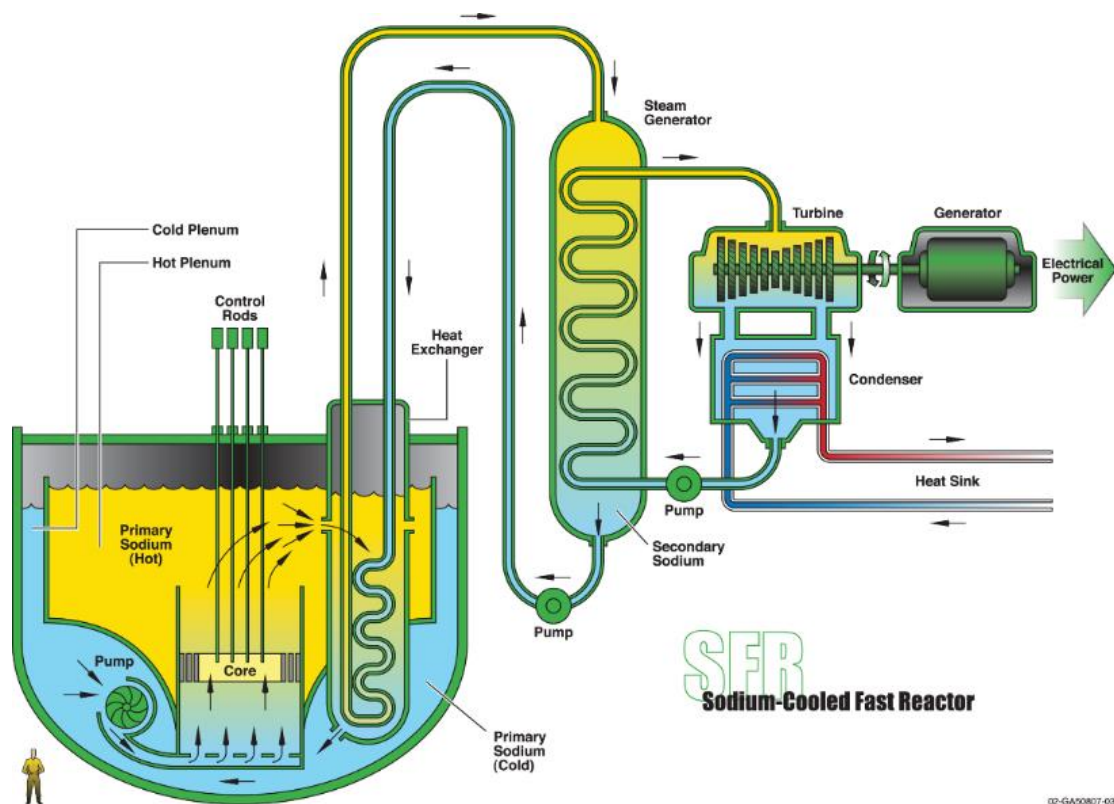 Steam
Generator
Cold Plenum
Hot Plenum
Control
Rods
Heat
Exchanger
Turbine
Generator
Electrical
Power
Condenser
Heat Sink
Pump
Secondary
Sodium
Pump
Primary
Sodium
(Hot)
Pump
Core
Primary
Sodium
(Cold)
SFR
Sodium-Cooled Fast Reactor
02-GA50807-03